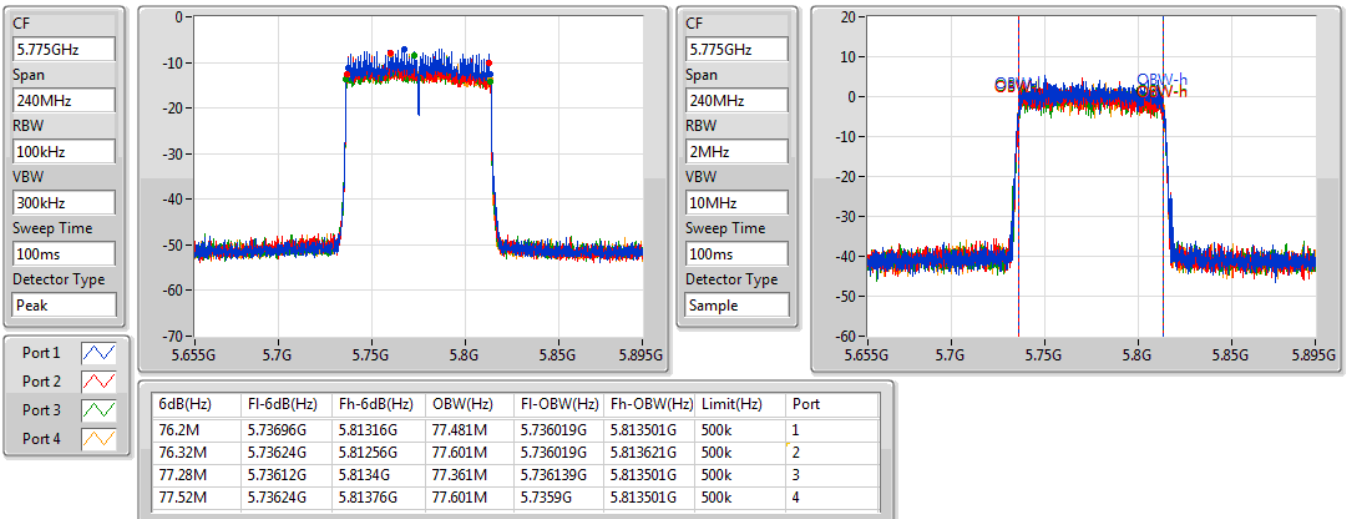 CF
5.775GHz
Span
240MHz
RBW
100kHz
VBW
300kHz
Sweep Time
100ms
Detector Type
Peak
0
-10
-20
-30
-40
-50
-60
-70
5.655G 5.7G 5.75G 5.8G 5.85G 5.895G
CF
5.775GHz
Span
240MHz
RBW
2MHz
VBW
10MHz
Sweep Time
100ms
Detector Type
Sample
20
10
0
-10
-20
-30
-40
-50
-60
OBW-h
OBW-h
5.655G 5.7G 5.75G 5.8G 5.85G 5.895G
Port 1
Port 2
Port 3
Port 4
6dB(Hz) Fl-6dB(Hz) Fh-6dB(Hz) OBW(Hz) Fl-OBW(Hz) Fh-OBW(Hz) Limit(Hz) Port
76.2M 5.73696G 5.81316G 77.481M 5.736019G 5.813501G 500k 1
76.32M 5.73624G 5.81256G 77.601M 5.736019G 5.813621G 500k 2
77.28M 5.73612G 5.8134G 77.361M 5.736139G 5.813501G 500k 3
77.52M 5.73624G 5.81376G 77.601M 5.7359G 5.813501G 500k 4